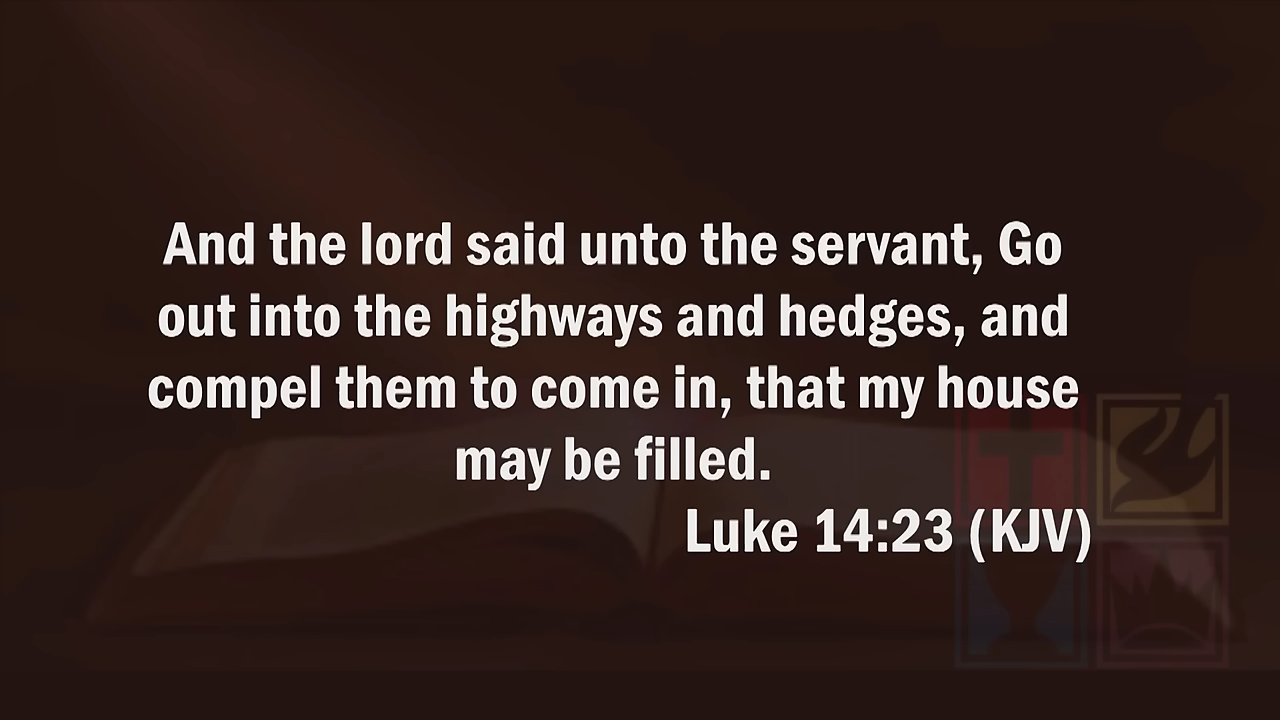 And the lord said unto the servant, Go
out into the highways and hedges, and
compel them to come in, that my house
may be filled.
Luke 14:23 (KJV)